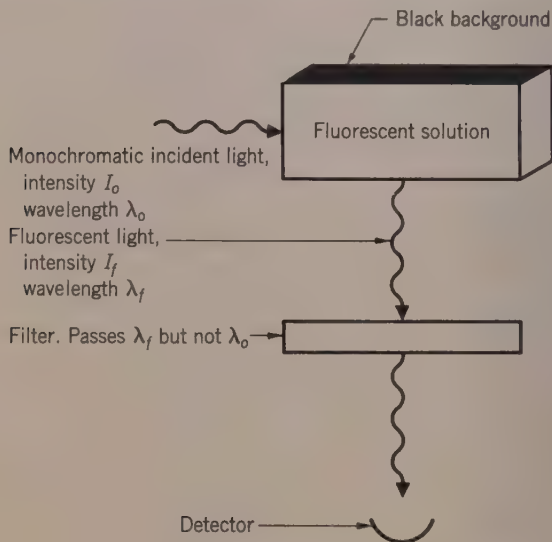 Black background
Fluorescent solution
Monochromatic incident light,
intensity I_o
wavelength λ_o
Fluorescent light,
intensity I_f
wavelength λ_f
Filter. Passes λ_f but not λ_o
Detector